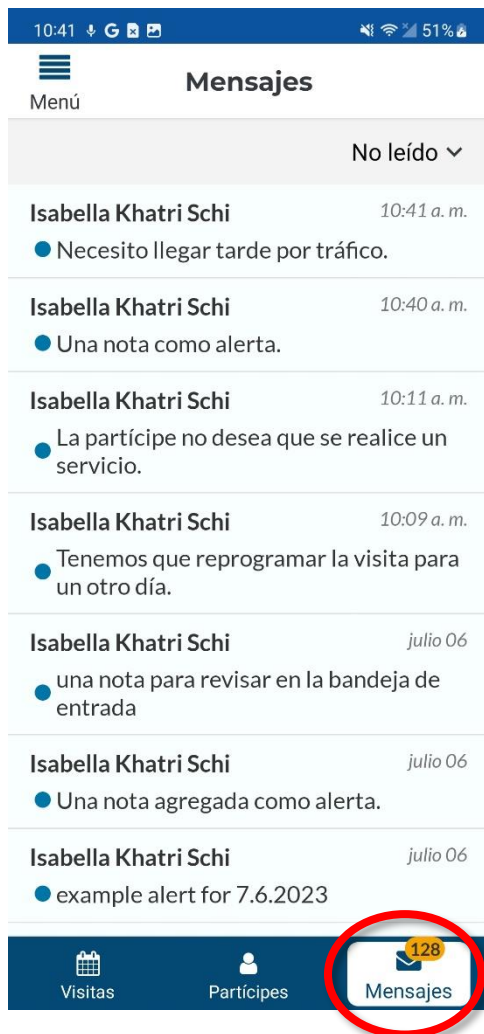 10:41 G 51%
Menú
Mensajes
No leído
Isabella Khatri Schi 10:41 a. m.
Necesito llegar tarde por tráfico.
Isabella Khatri Schi 10:40 a. m.
Una nota como alerta.
Isabella Khatri Schi 10:11 a. m.
La partícipe no desea que se realice un
servicio.
Isabella Khatri Schi 10:09 a. m.
Tenemos que reprogramar la visita para
un otro día.
Isabella Khatri Schi julio 06
una nota para revisar en la bandeja de
entrada
Isabella Khatri Schi julio 06
Una nota agregada como alerta.
Isabella Khatri Schi julio 06
example alert for 7.6.2023
128
Visitas Partícipes Mensajes